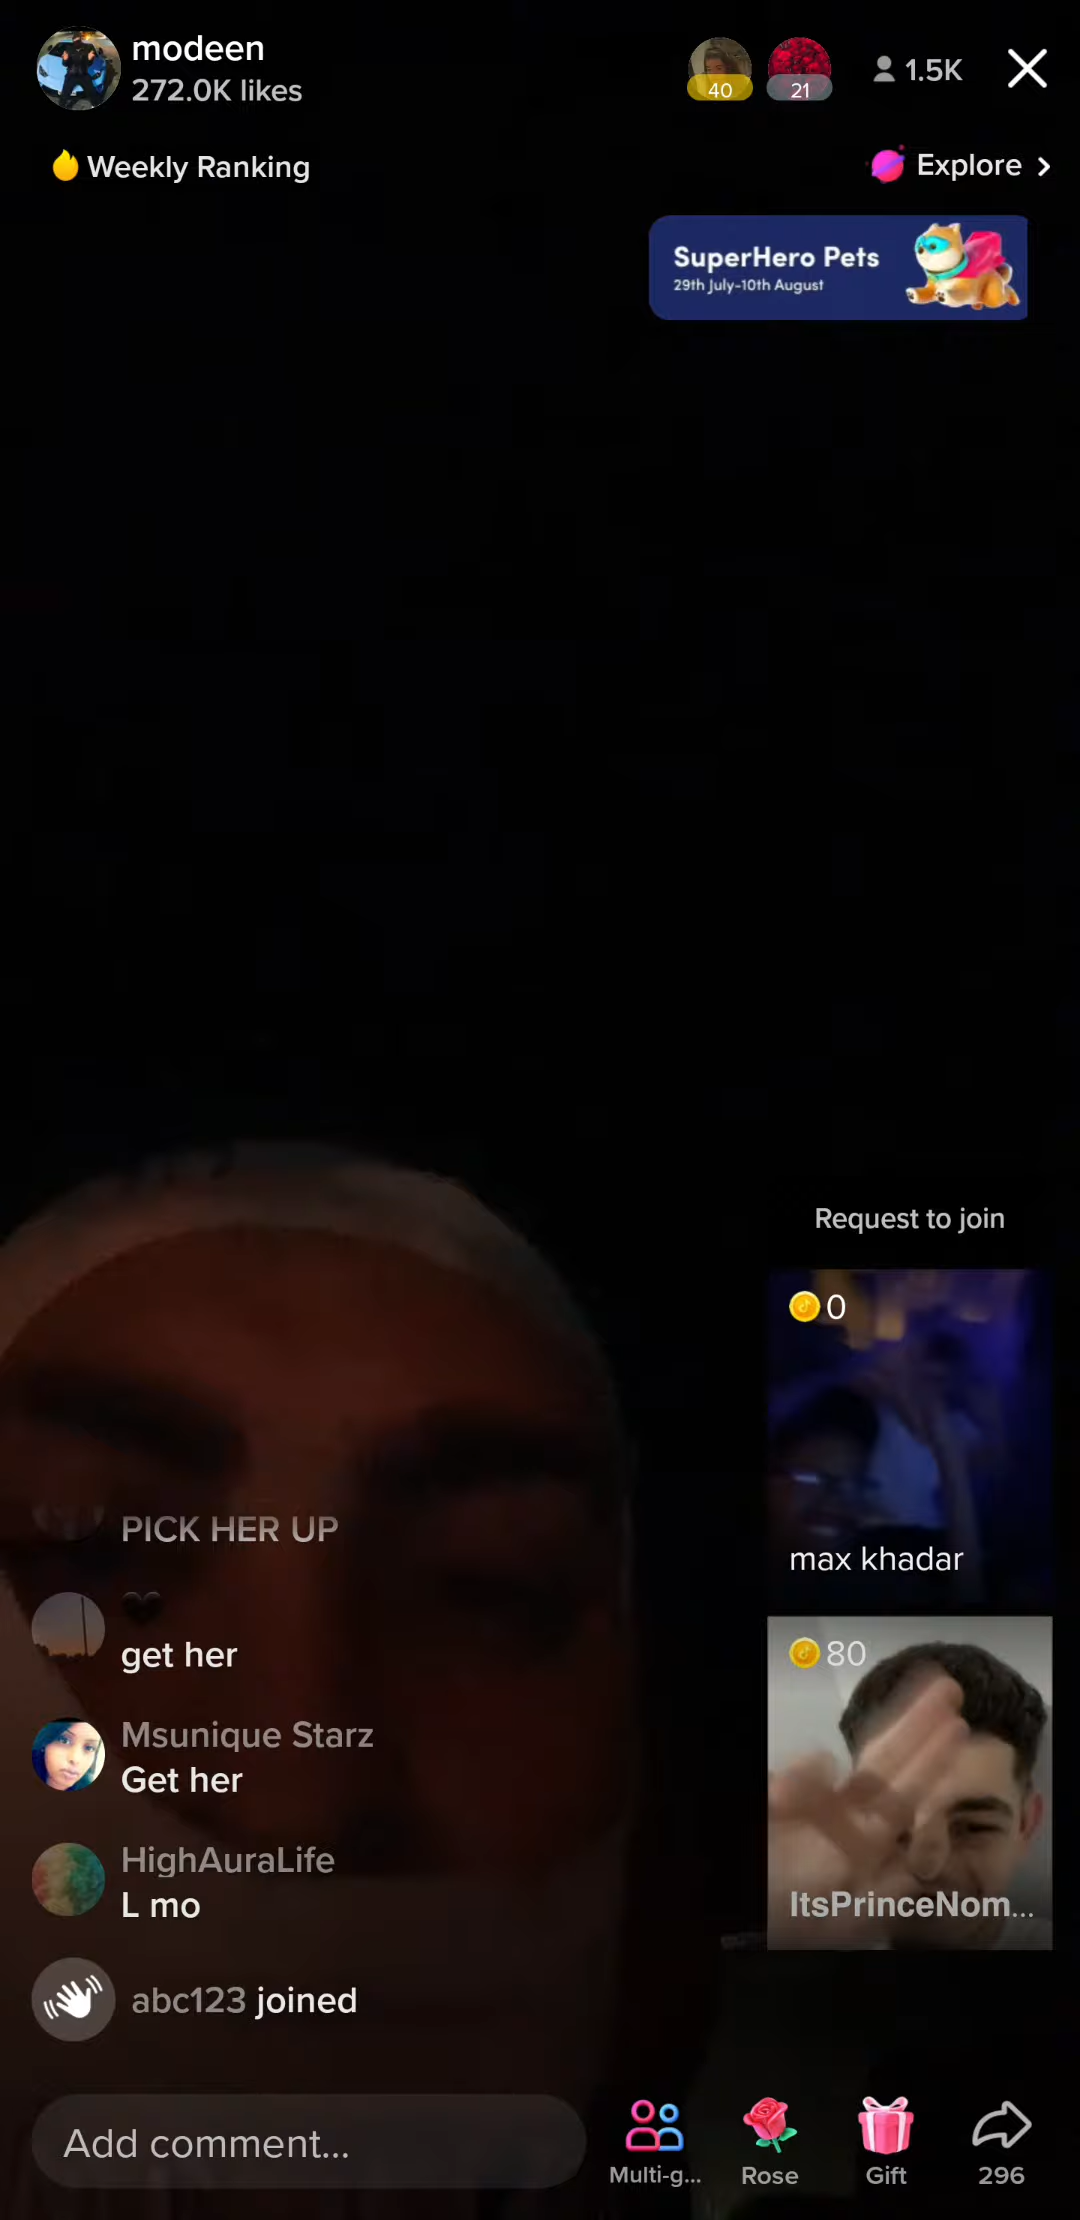 modeen
272.0K likes
40
21
1.5K
Weekly Ranking
Explore
SuperHero Pets
29th July-10th August
Request to join
0
max khadar
80
ItsPrinceNom...
PICK HER UP
🖤
get her
Msunique Starz
Get her
HighAuraLife
L mo
abc123 joined
Add comment...
Multi-g...
Rose
Gift
296